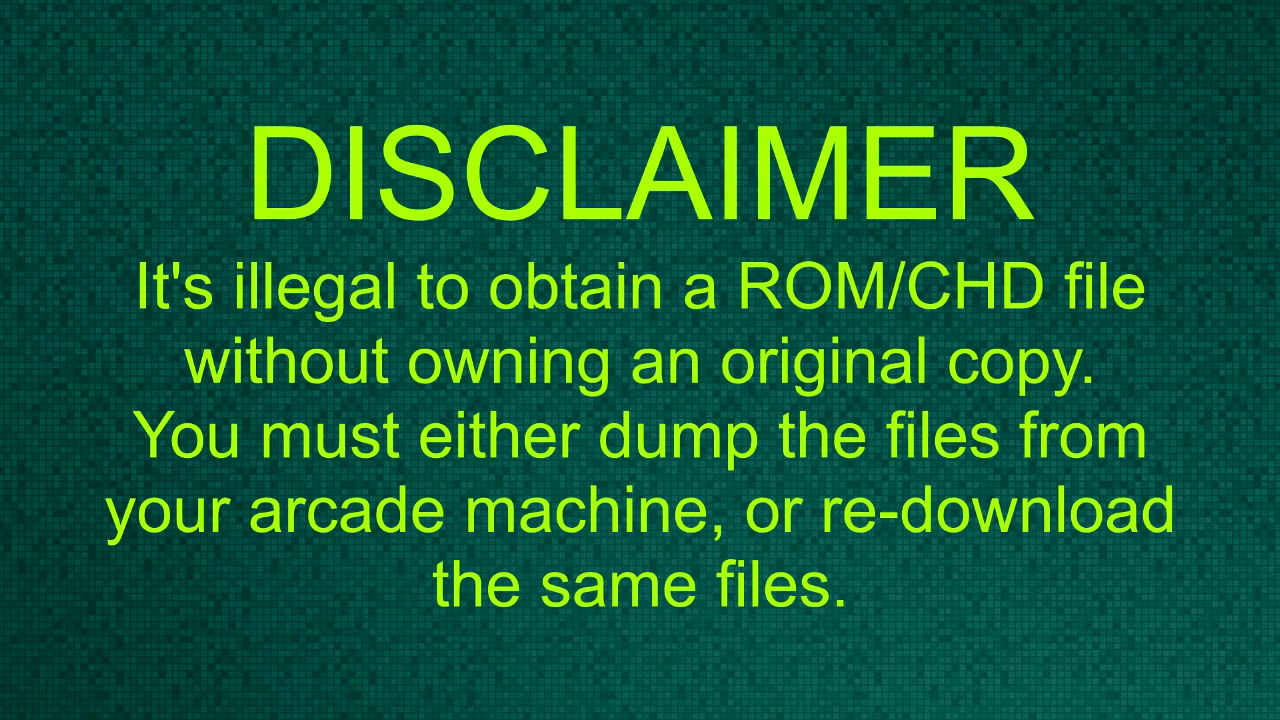 DISCLAIMER
It's illegal to obtain a ROM/CHD file
without owning an original copy.
You must either dump the files from
your arcade machine, or re-download
the same files.